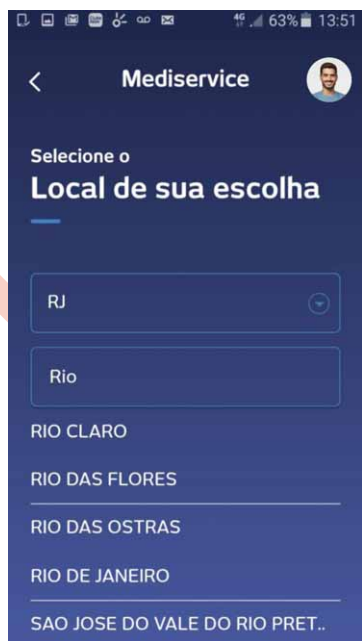 4G 63% 13:51
Mediservice
Selecione o
Local de sua escolha
RJ
Rio
RIO CLARO
RIO DAS FLORES
RIO DAS OSTRAS
RIO DE JANEIRO
SAO JOSE DO VALE DO RIO PRET..